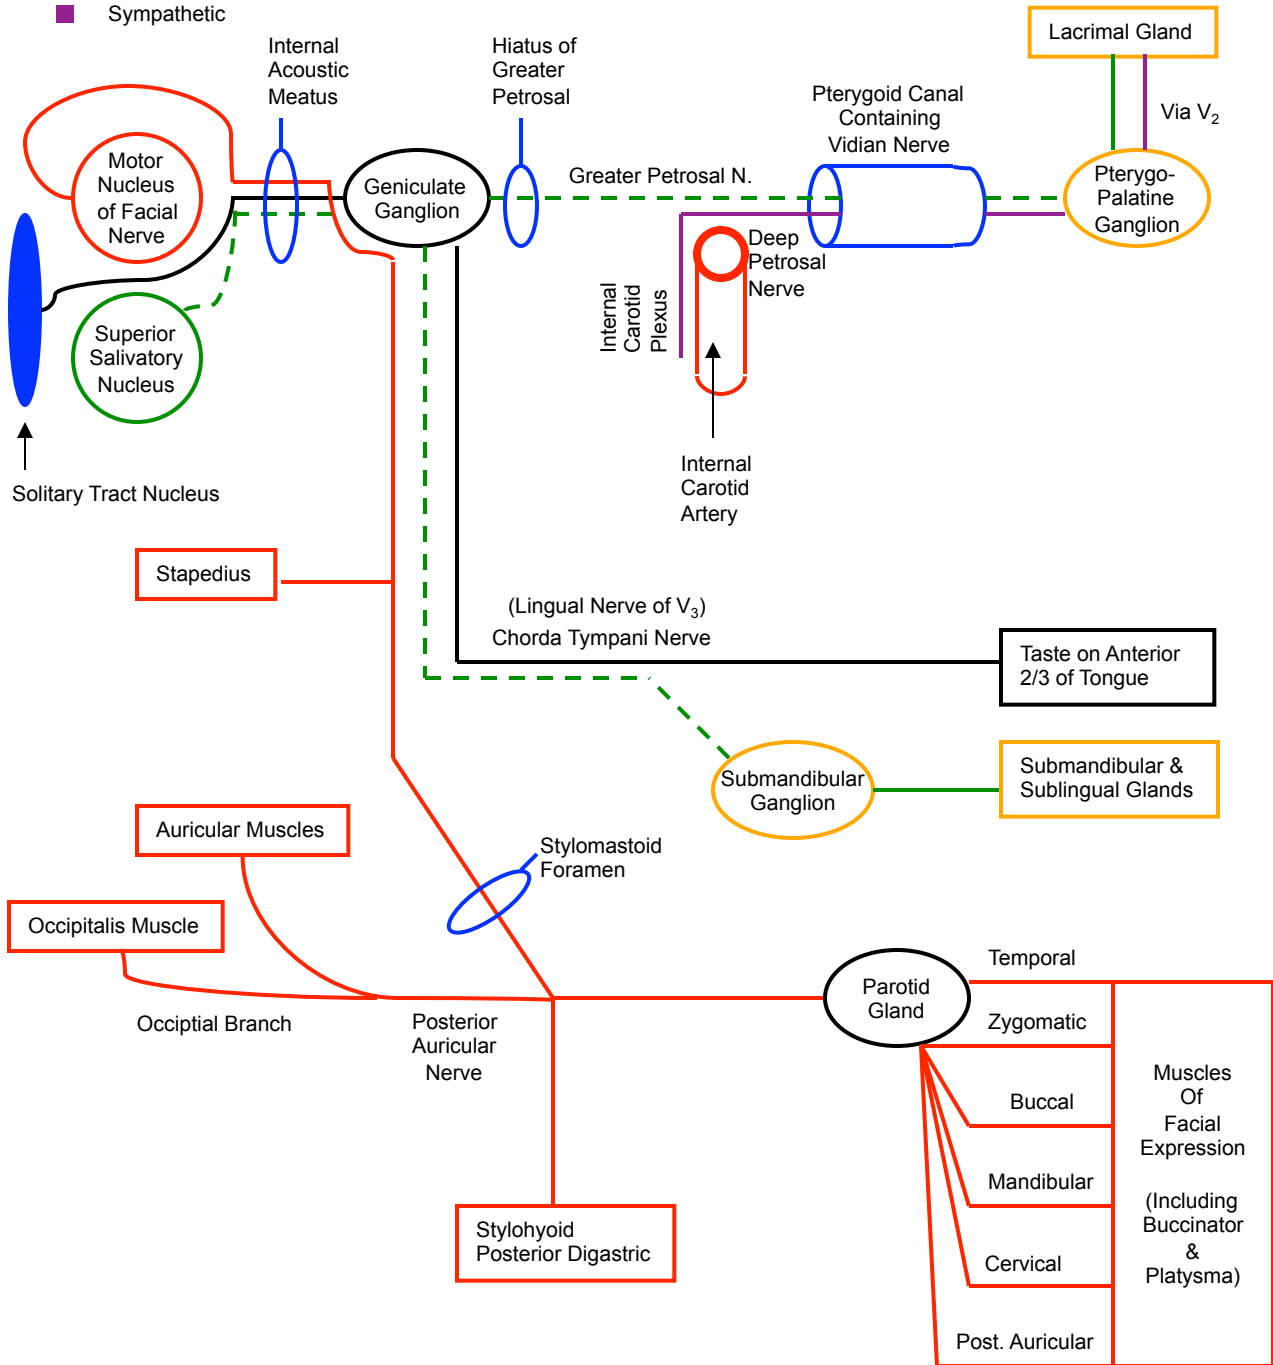 Sympathetic
Internal
Acoustic
Meatus
Hiatus of
Greater
Petrosal
Lacrimal Gland
Pterygoid Canal
Containing
Vidian Nerve
Via V₂
Motor
Nucleus
of Facial
Nerve
Geniculate
Ganglion
Greater Petrosal N.
Pterygo-
Palatine
Ganglion
Deep
Petrosal
Nerve
Internal
Carotid
Plexus
Superior
Salivatory
Nucleus
Internal
Carotid
Artery
Solitary Tract Nucleus
Stapedius
(Lingual Nerve of V₃)
Chorda Tympani Nerve
Taste on Anterior
2/3 of Tongue
Submandibular
Ganglion
Submandibular &
Sublingual Glands
Auricular Muscles
Stylomastoid
Foramen
Occipitalis Muscle
Occiptial Branch
Posterior
Auricular
Nerve
Parotid
Gland
Temporal
Zygomatic
Buccal
Mandibular
Cervical
Post. Auricular
Muscles
Of
Facial
Expression
(Including
Buccinator
&
Platysma)
Stylohyoid
Posterior Digastric